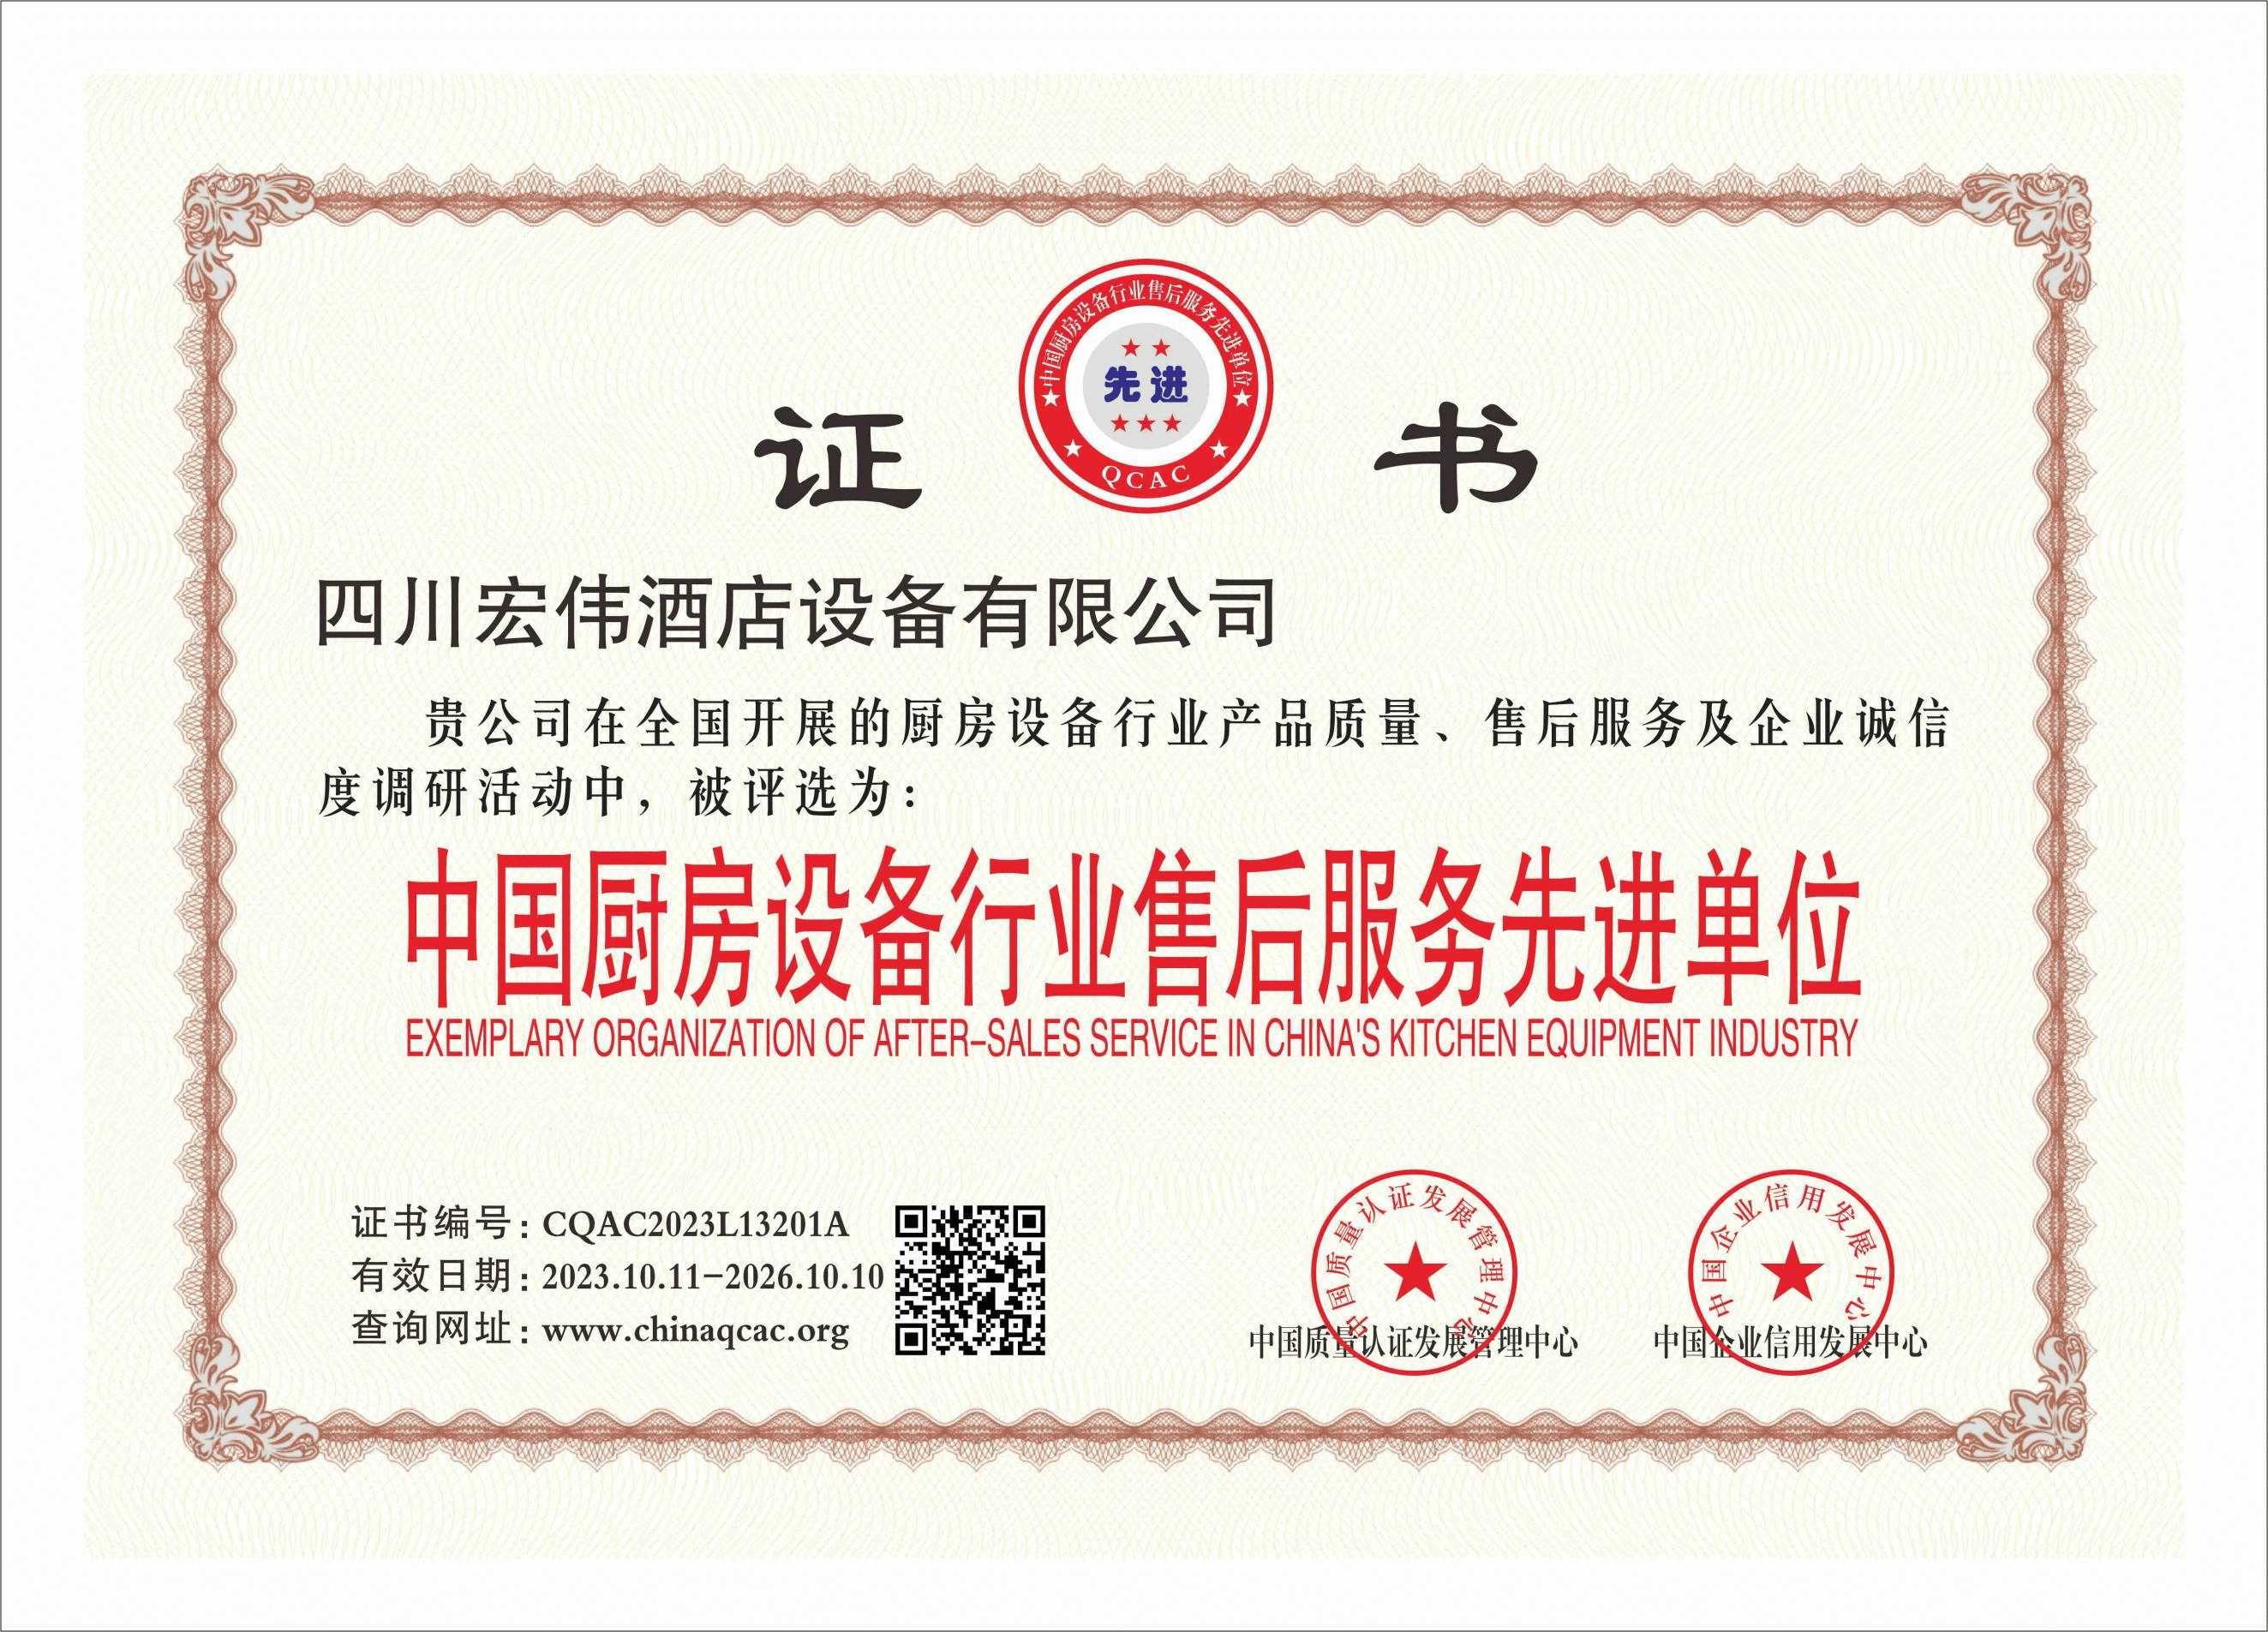 中国厨房设备行业售后服务先进单位
先进
QCAC
证书
四川宏伟酒店设备有限公司
贵公司在全国开展的厨房设备行业产品质量、售后服务及企业诚信
度调研活动中，被评选为：
中国厨房设备行业售后服务先进单位
EXEMPLARY ORGANIZATION OF AFTER-SALES SERVICE IN CHINA'S KITCHEN EQUIPMENT INDUSTRY
证书编号：CQAC2023L13201A
有效日期：2023.10.11-2026.10.10
查询网址：www.chinaqcac.org
中国质量认证发展管理中心
中国质量认证发展管理中心
中国企业信用发展中心
中国企业信用发展中心